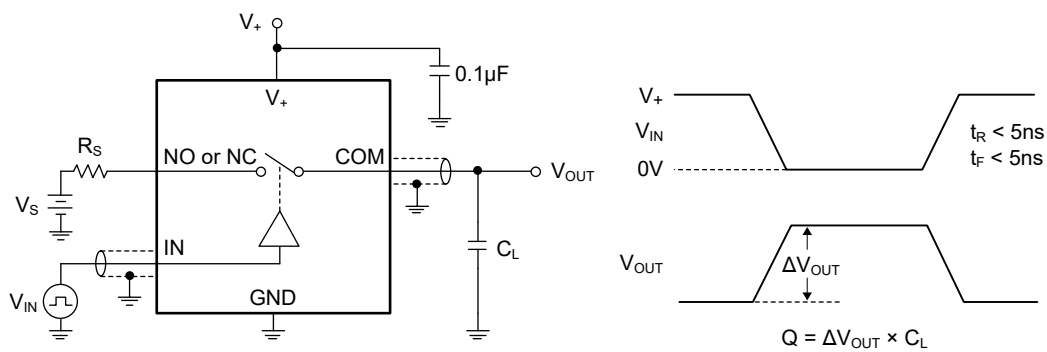 V+
0.1µF
V+
RS
NO or NC
COM
VOUT
VS
IN
CL
VIN
GND
V+
VIN
0V
tR < 5ns
tF < 5ns
VOUT
ΔVOUT
Q = ΔVOUT × CL